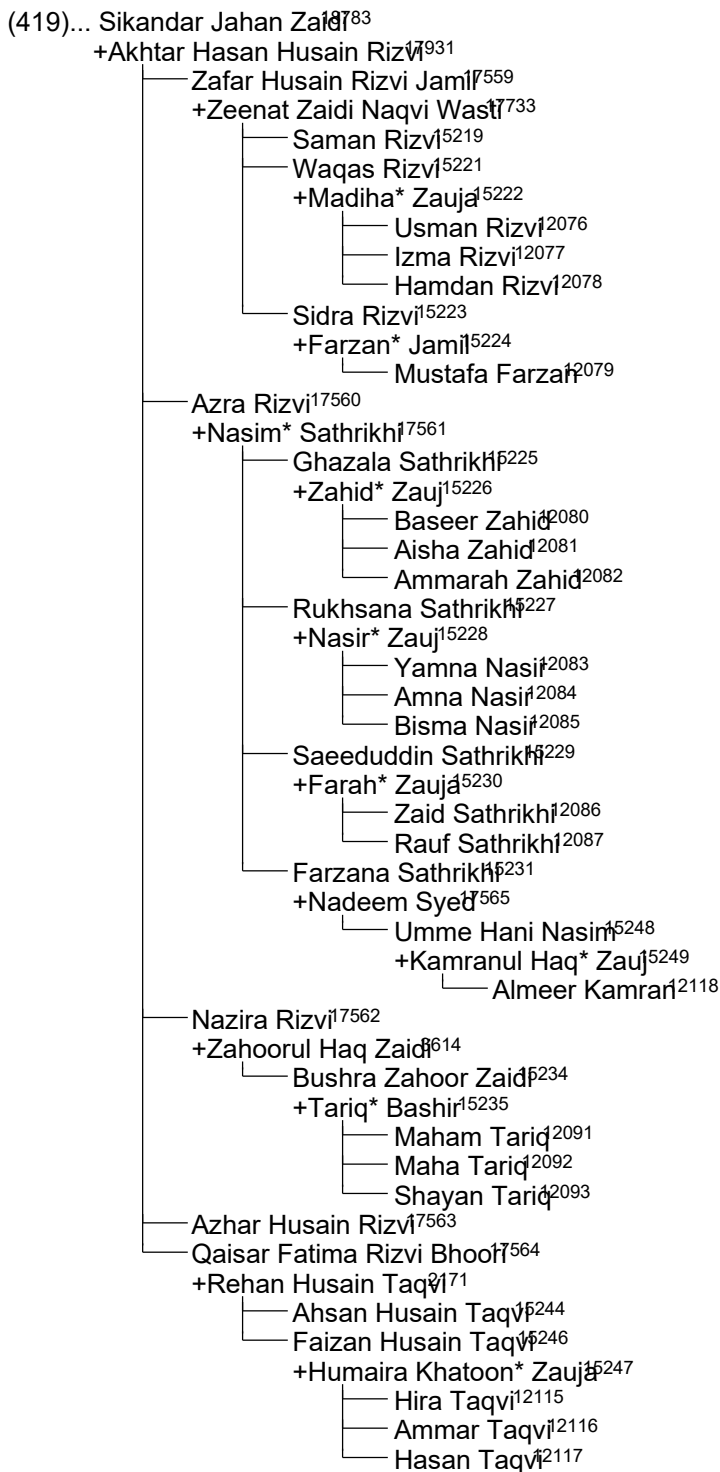 (419)... Sikandar Jahan Zaidi18783
+Akhtar Hasan Husain Rizvi17931
Zafar Husain Rizvi Jamil17559
+Zeenat Zaidi Naqvi Wasti17733
Saman Rizvi15219
Waqas Rizvi15221
+Madiha* Zauja15222
Usman Rizvi12076
Izma Rizvi12077
Hamdan Rizvi12078
Sidra Rizvi15223
+Farzan* Jamil15224
Mustafa Farzan12079
Azra Rizvi17560
+Nasim* Sathrikhi17561
Ghazala Sathrikhi15225
+Zahid* Zauj15226
Baseer Zahid12080
Aisha Zahid12081
Ammarah Zahid12082
Rukhsana Sathrikhi15227
+Nasir* Zauj15228
Yamna Nasir12083
Amna Nasir12084
Bisma Nasir12085
Saeeduddin Sathrikhi15229
+Farah* Zauja15230
Zaid Sathrikhi12086
Rauf Sathrikhi12087
Farzana Sathrikhi15231
+Nadeem Syed17565
Umme Hani Nasim15248
+Kamranul Haq* Zauj15249
Almeer Kamran12118
Nazira Rizvi17562
+Zahoorul Haq Zaidi8614
Bushra Zahoor Zaidi15234
+Tariq* Bashir15235
Maham Tariq12091
Maha Tariq12092
Shayan Tariq12093
Azhar Husain Rizvi17563
Qaisar Fatima Rizvi Bhoori17564
+Rehan Husain Taqvi2171
Ahsan Husain Taqvi15244
Faizan Husain Taqvi15246
+Humaira Khatoon* Zauja15247
Hira Taqvi12115
Ammar Taqvi12116
Hasan Taqvi12117